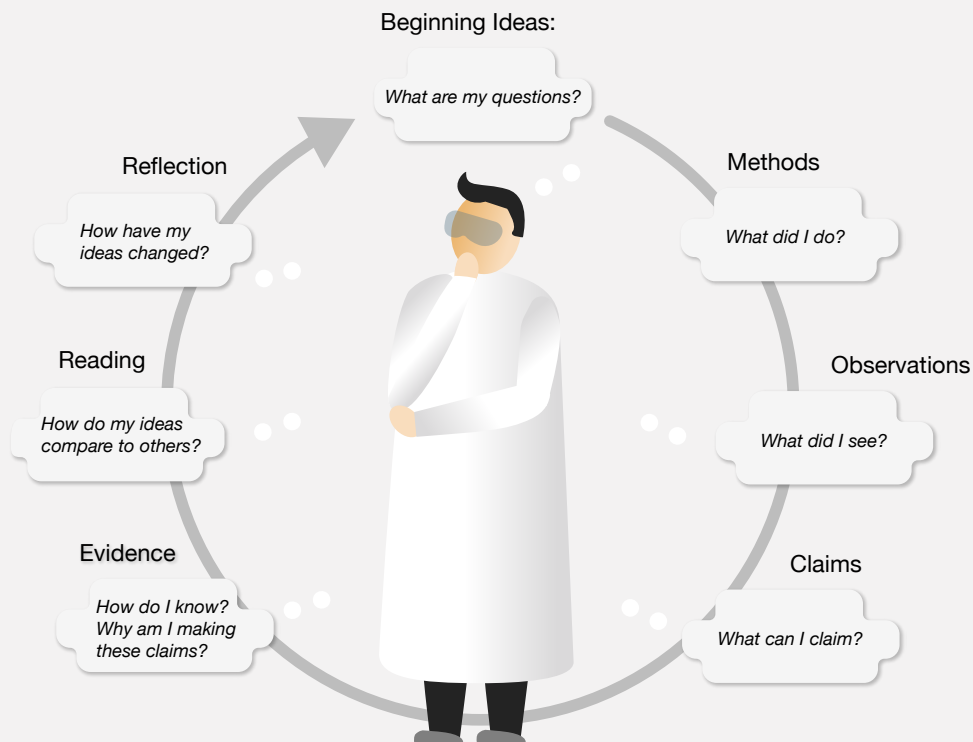 Beginning Ideas:
What are my questions?
Methods
What did I do?
Observations
What did I see?
Claims
What can I claim?
Evidence
How do I know?
Why am I making
these claims?
Reading
How do my ideas
compare to others?
Reflection
How have my
ideas changed?